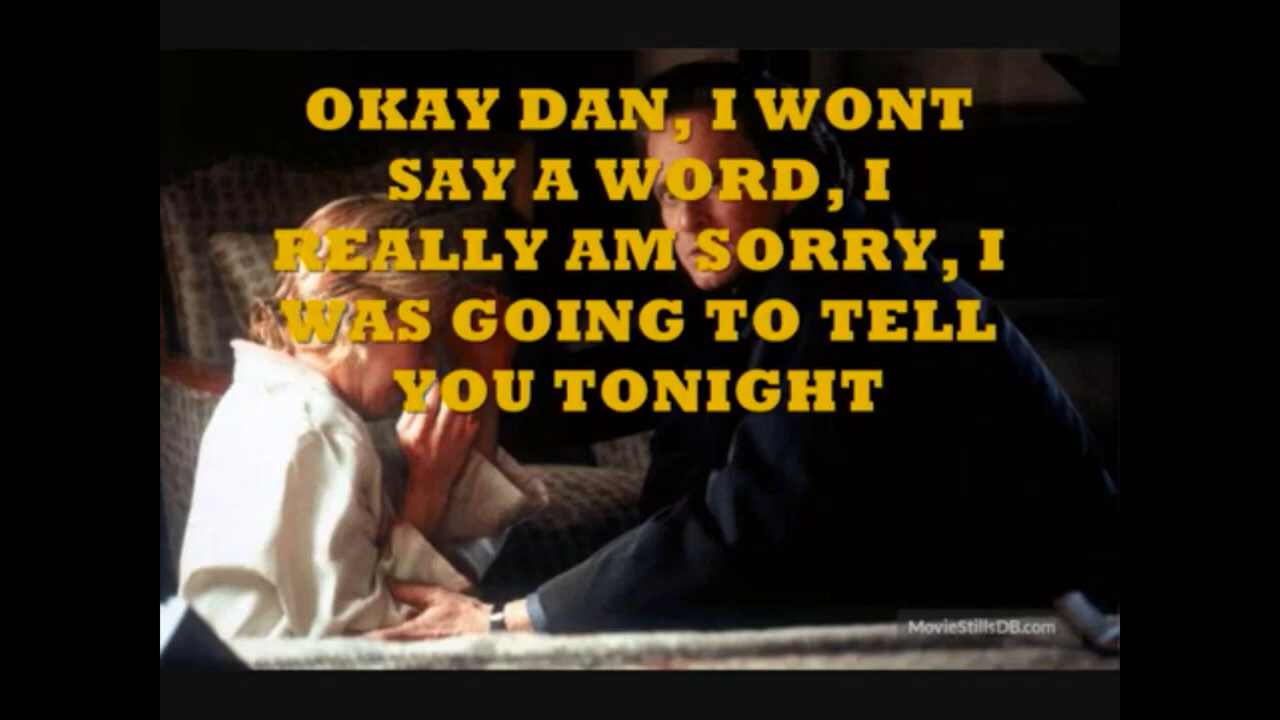 OKAY DAN, I WONT
SAY A WORD, I
REALLY AM SORRY, I
WAS GOING TO TELL
YOU TONIGHT
MovieStillsDB.com